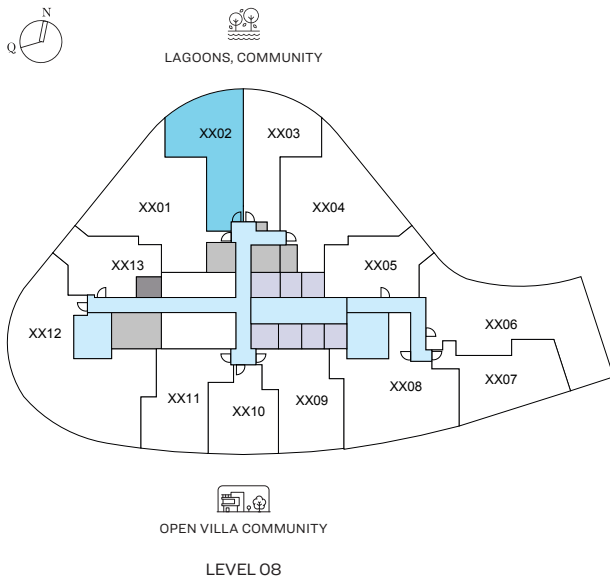 N
Q
LAGOONS, COMMUNITY
XX02
XX03
XX01
XX04
XX13
XX05
XX12
XX06
XX11
XX10
XX09
XX08
XX07
OPEN VILLA COMMUNITY
LEVEL 08